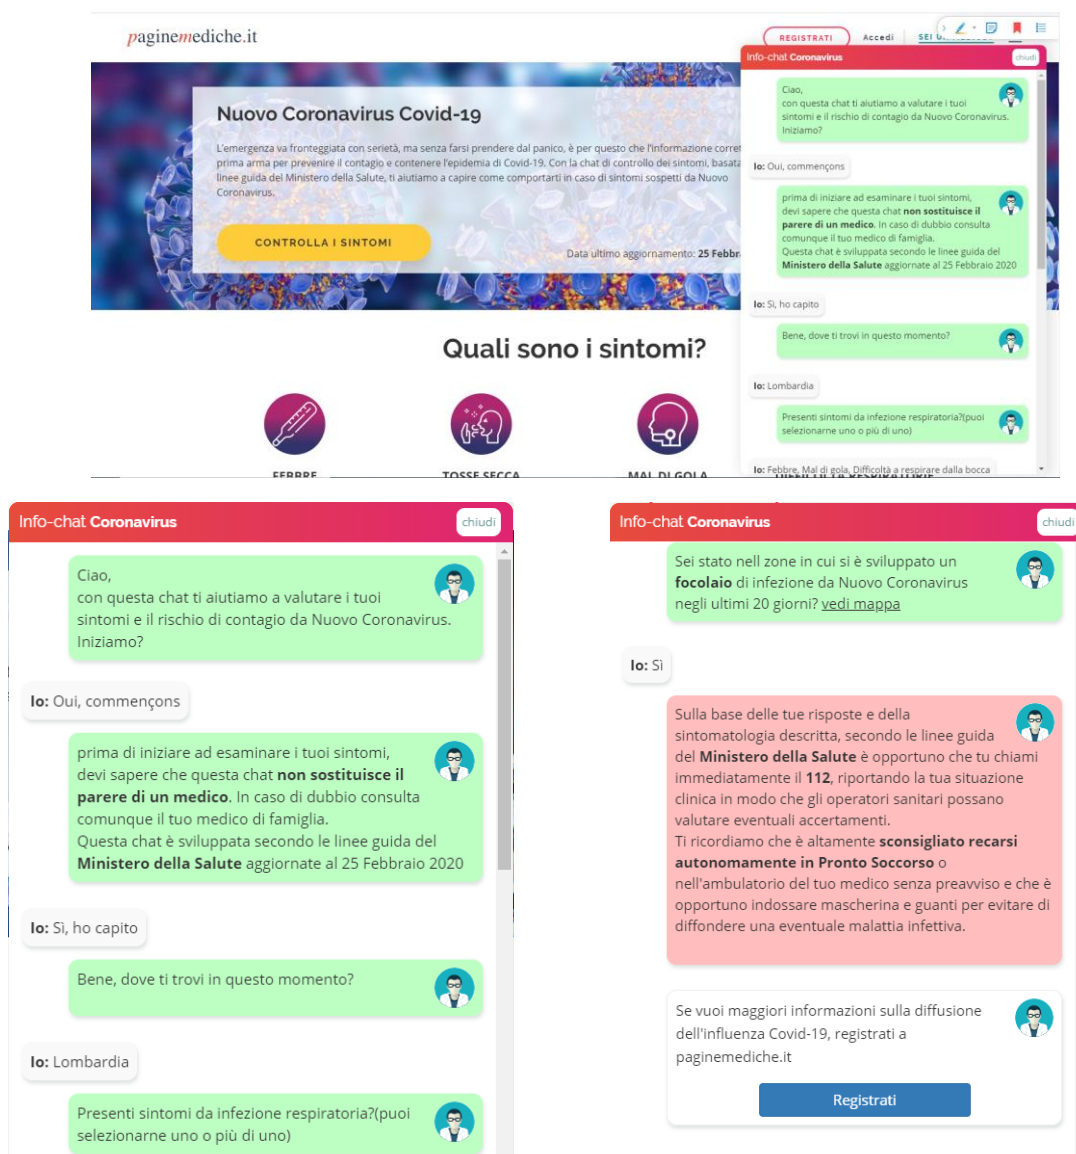 paginemediche.it
REGISTRATI
Accedi
Nuovo Coronavirus Covid-19
L'emergenza va fronteggiata con serietà, ma senza farsi prendere dal panico, è per questo che l'informazione corret
prima arma per prevenire il contagio e contenere l'epidemia di Covid-19. Con la chat di controllo dei sintomi, basata
linee guida del Ministero della Salute, ti aiutiamo a capire come comportarti in caso di sintomi sospetti da Nuovo
Coronavirus.
CONTROLLA I SINTOMI
Data ultimo aggiornamento: 25 Febbr
Quali sono i sintomi?
FEBBRE
TOSSE SECCA
MAL DI GOLA
DIFFICOLTÀ RESPIRATORIE
Info-chat Coronavirus
chiudi
Ciao,
con questa chat ti aiutiamo a valutare i tuoi
sintomi e il rischio di contagio da Nuovo Coronavirus.
Iniziamo?
Io: Oui, commençons
prima di iniziare ad esaminare i tuoi sintomi,
devi sapere che questa chat non sostituisce il
parere di un medico. In caso di dubbio consulta
comunque il tuo medico di famiglia.
Questa chat è sviluppata secondo le linee guida del
Ministero della Salute aggiornate al 25 Febbraio 2020
Io: Sì, ho capito
Bene, dove ti trovi in questo momento?
Io: Lombardia
Presenti sintomi da infezione respiratoria?(puoi
selezionarne uno o più di uno)
Io: Febbre, Mal di gola, Difficoltà a respirare dalla bocca
Info-chat Coronavirus
chiudi
Ciao,
con questa chat ti aiutiamo a valutare i tuoi
sintomi e il rischio di contagio da Nuovo Coronavirus.
Iniziamo?
Io: Oui, commençons
prima di iniziare ad esaminare i tuoi sintomi,
devi sapere che questa chat non sostituisce il
parere di un medico. In caso di dubbio consulta
comunque il tuo medico di famiglia.
Questa chat è sviluppata secondo le linee guida del
Ministero della Salute aggiornate al 25 Febbraio 2020
Io: Sì, ho capito
Bene, dove ti trovi in questo momento?
Io: Lombardia
Presenti sintomi da infezione respiratoria?(puoi
selezionarne uno o più di uno)
Info-chat Coronavirus
chiudi
Sei stato nell zone in cui si è sviluppato un
focolaio di infezione da Nuovo Coronavirus
negli ultimi 20 giorni? vedi mappa
Io: Sì
Sulla base delle tue risposte e della
sintomatologia descritta, secondo le linee guida
del Ministero della Salute è opportuno che tu chiami
immediatamente il 112, riportando la tua situazione
clinica in modo che gli operatori sanitari possano
valutare eventuali accertamenti.
Ti ricordiamo che è altamente sconsigliato recarsi
autonomamente in Pronto Soccorso o
nell'ambulatorio del tuo medico senza preavviso e che è
opportuno indossare mascherina e guanti per evitare di
diffondere una eventuale malattia infettiva.
Se vuoi maggiori informazioni sulla diffusione
dell'influenza Covid-19, registrati a
paginemediche.it
Registrati